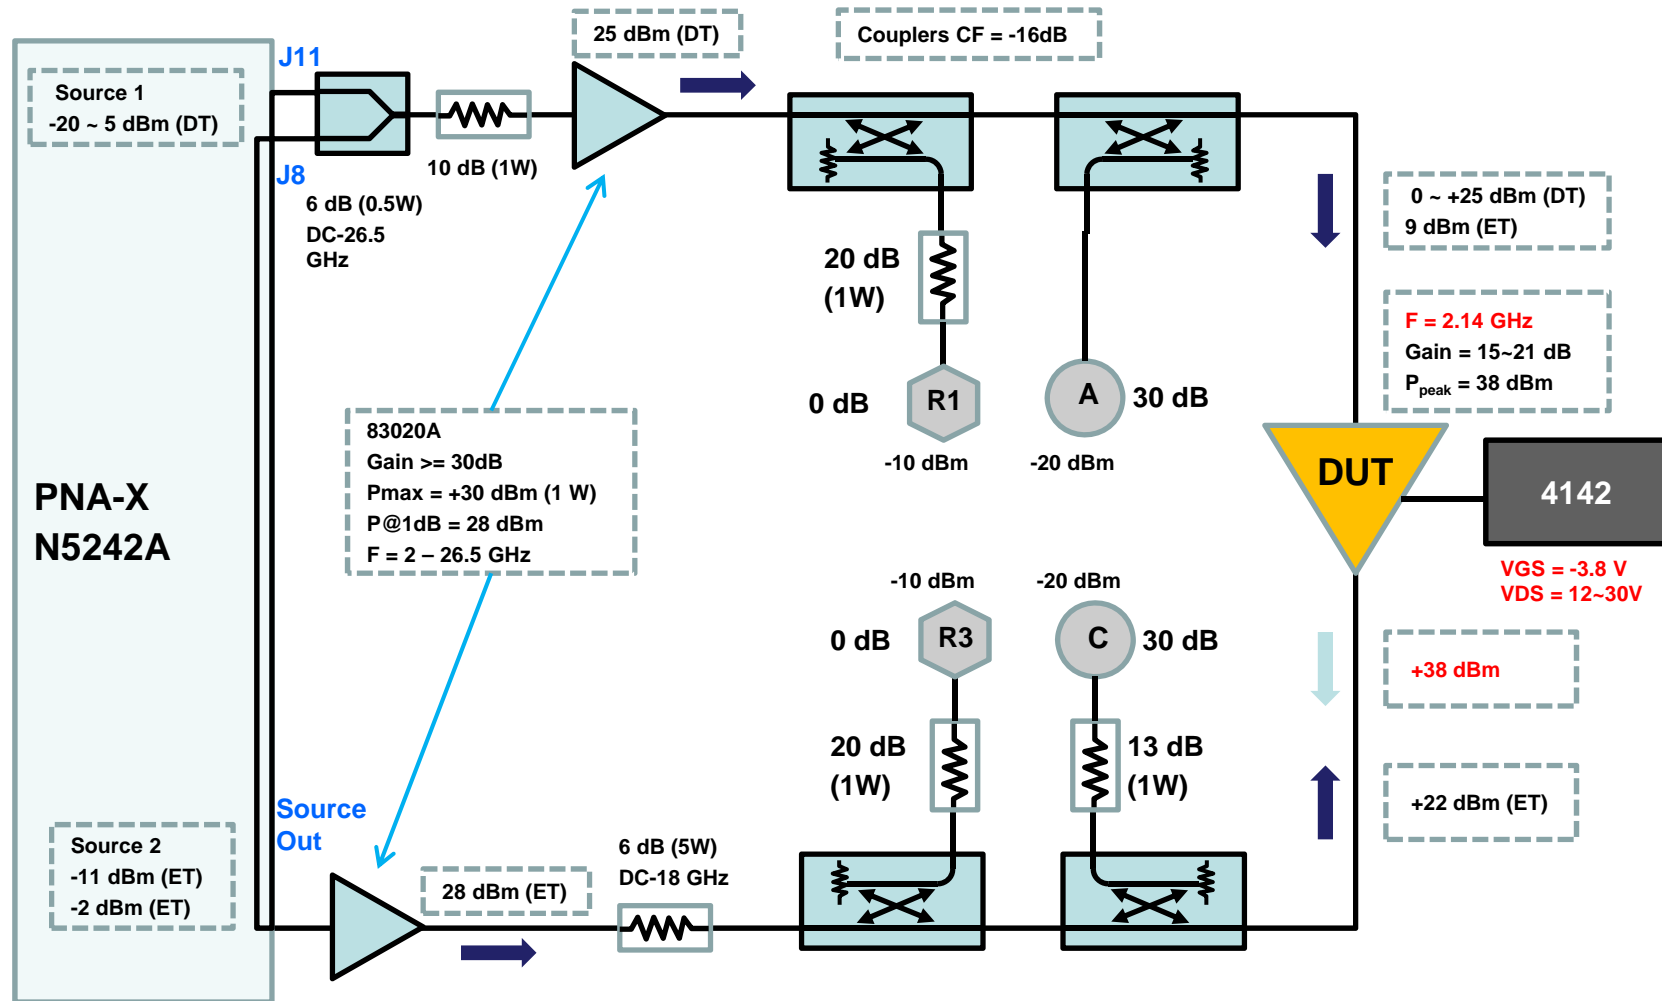 J11
25 dBm (DT)
Couplers CF = -16dB
Source 1
-20 ~ 5 dBm (DT)
J8
10 dB (1W)
6 dB (0.5W)
DC-26.5
GHz
0 ~ +25 dBm (DT)
9 dBm (ET)
20 dB
(1W)
F = 2.14 GHz
Gain = 15~21 dB
Ppeak = 38 dBm
0 dB
R1
A
30 dB
-10 dBm
-20 dBm
83020A
Gain >= 30dB
Pmax = +30 dBm (1 W)
P@1dB = 28 dBm
F = 2 – 26.5 GHz
DUT
4142
PNA-X
N5242A
VGS = -3.8 V
VDS = 12~30V
-10 dBm
-20 dBm
0 dB
R3
C
30 dB
+38 dBm
20 dB
(1W)
13 dB
(1W)
+22 dBm (ET)
Source
Out
Source 2
-11 dBm (ET)
-2 dBm (ET)
28 dBm (ET)
6 dB (5W)
DC-18 GHz